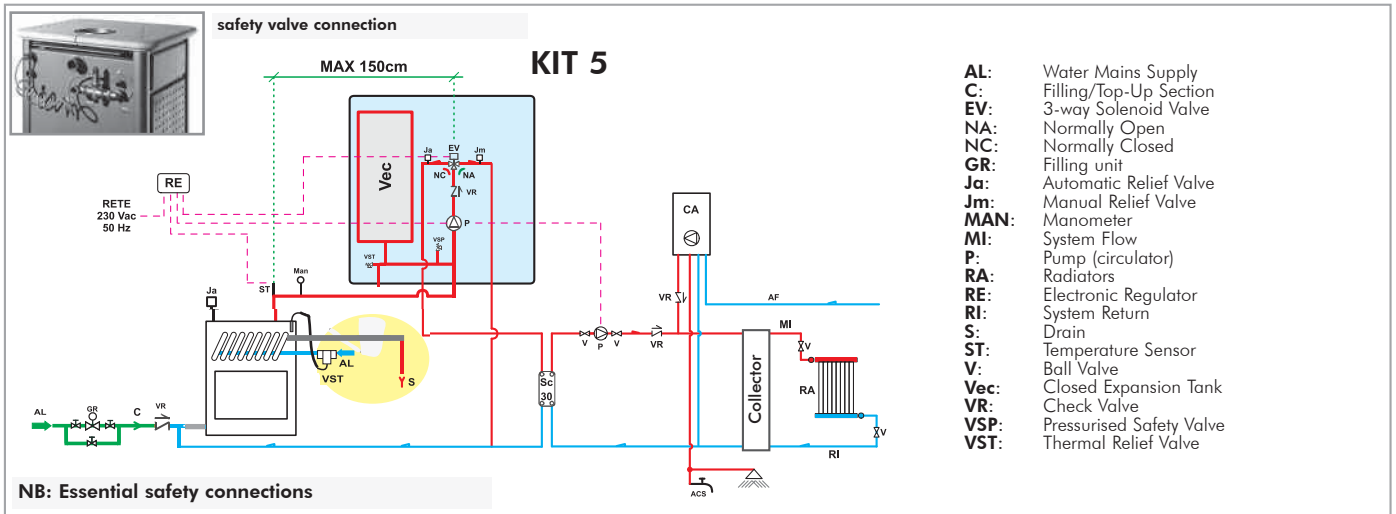 safety valve connection
KIT 5
MAX 150cm
Vec
Ja
EV
Jm
NC
NA
VR
P
VSP
VST
RE
RETE
230 Vac
50 Hz
ST
Man
Ja
AL
VST
S
AL
GR
C
VR
Sc
30
V
P
V
VR
VR
CA
AF
MI
V
Collector
RA
V
RI
ACS
NB: Essential safety connections
AL: Water Mains Supply
C: Filling/Top-Up Section
EV: 3-way Solenoid Valve
NA: Normally Open
NC: Normally Closed
GR: Filling unit
Ja: Automatic Relief Valve
Jm: Manual Relief Valve
MAN: Manometer
MI: System Flow
P: Pump (circulator)
RA: Radiators
RE: Electronic Regulator
RI: System Return
S: Drain
ST: Temperature Sensor
V: Ball Valve
Vec: Closed Expansion Tank
VR: Check Valve
VSP: Pressurised Safety Valve
VST: Thermal Relief Valve